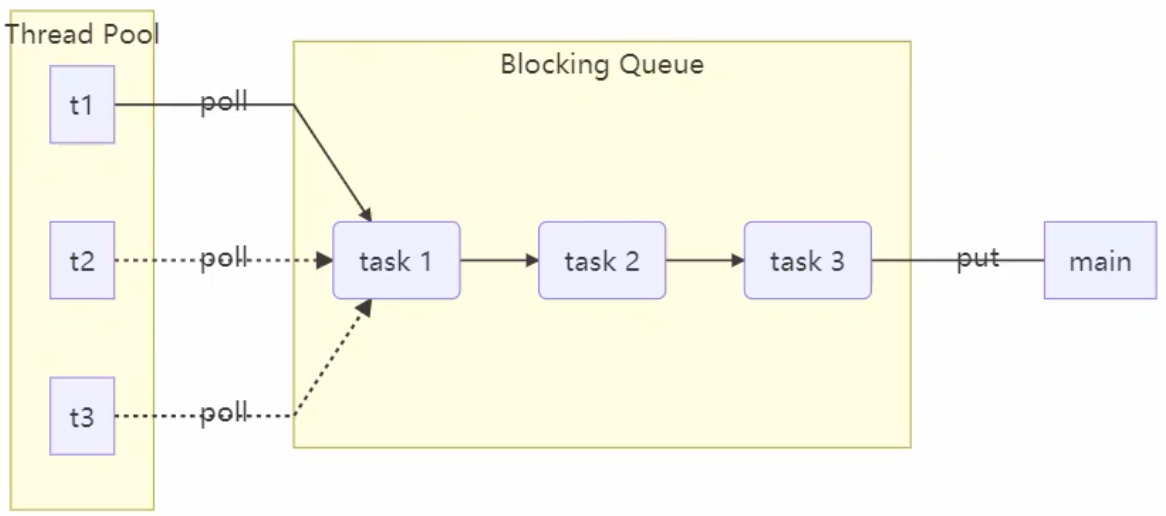 Thread Pool
Blocking Queue
t1
poll
t2
poll
task 1
task 2
task 3
put
main
t3
poll